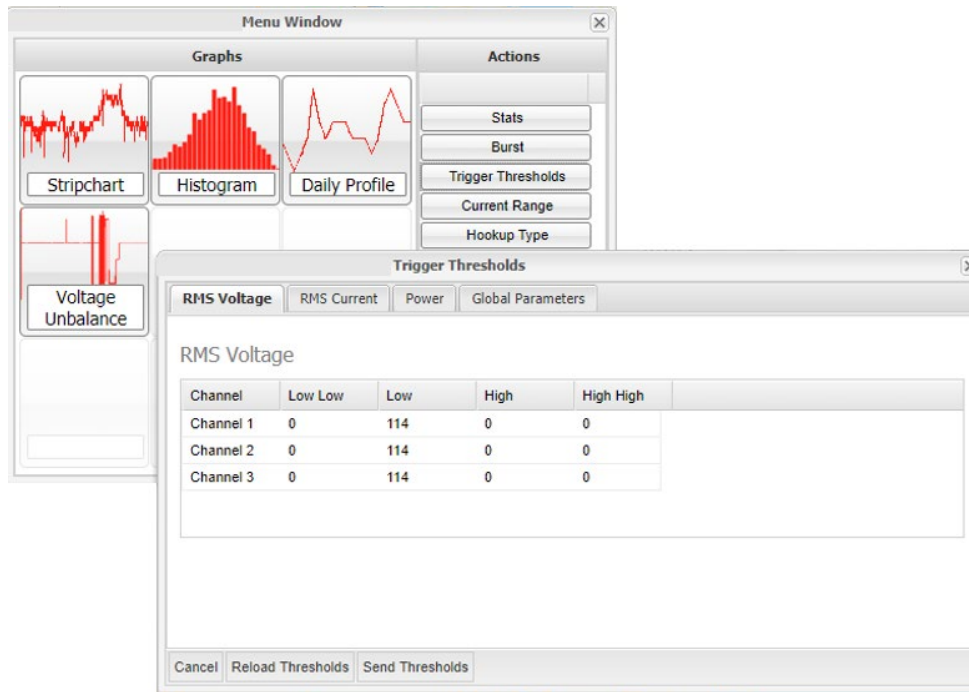 Menu Window
Graphs
Actions
Stripchart
Histogram
Daily Profile
Voltage
Unbalance
Stats
Burst
Trigger Thresholds
Current Range
Hookup Type
Trigger Thresholds
RMS Voltage RMS Current Power Global Parameters
RMS Voltage
Channel Low Low Low High High High
Channel 1 0 114 0 0
Channel 2 0 114 0 0
Channel 3 0 114 0 0
Cancel Reload Thresholds Send Thresholds